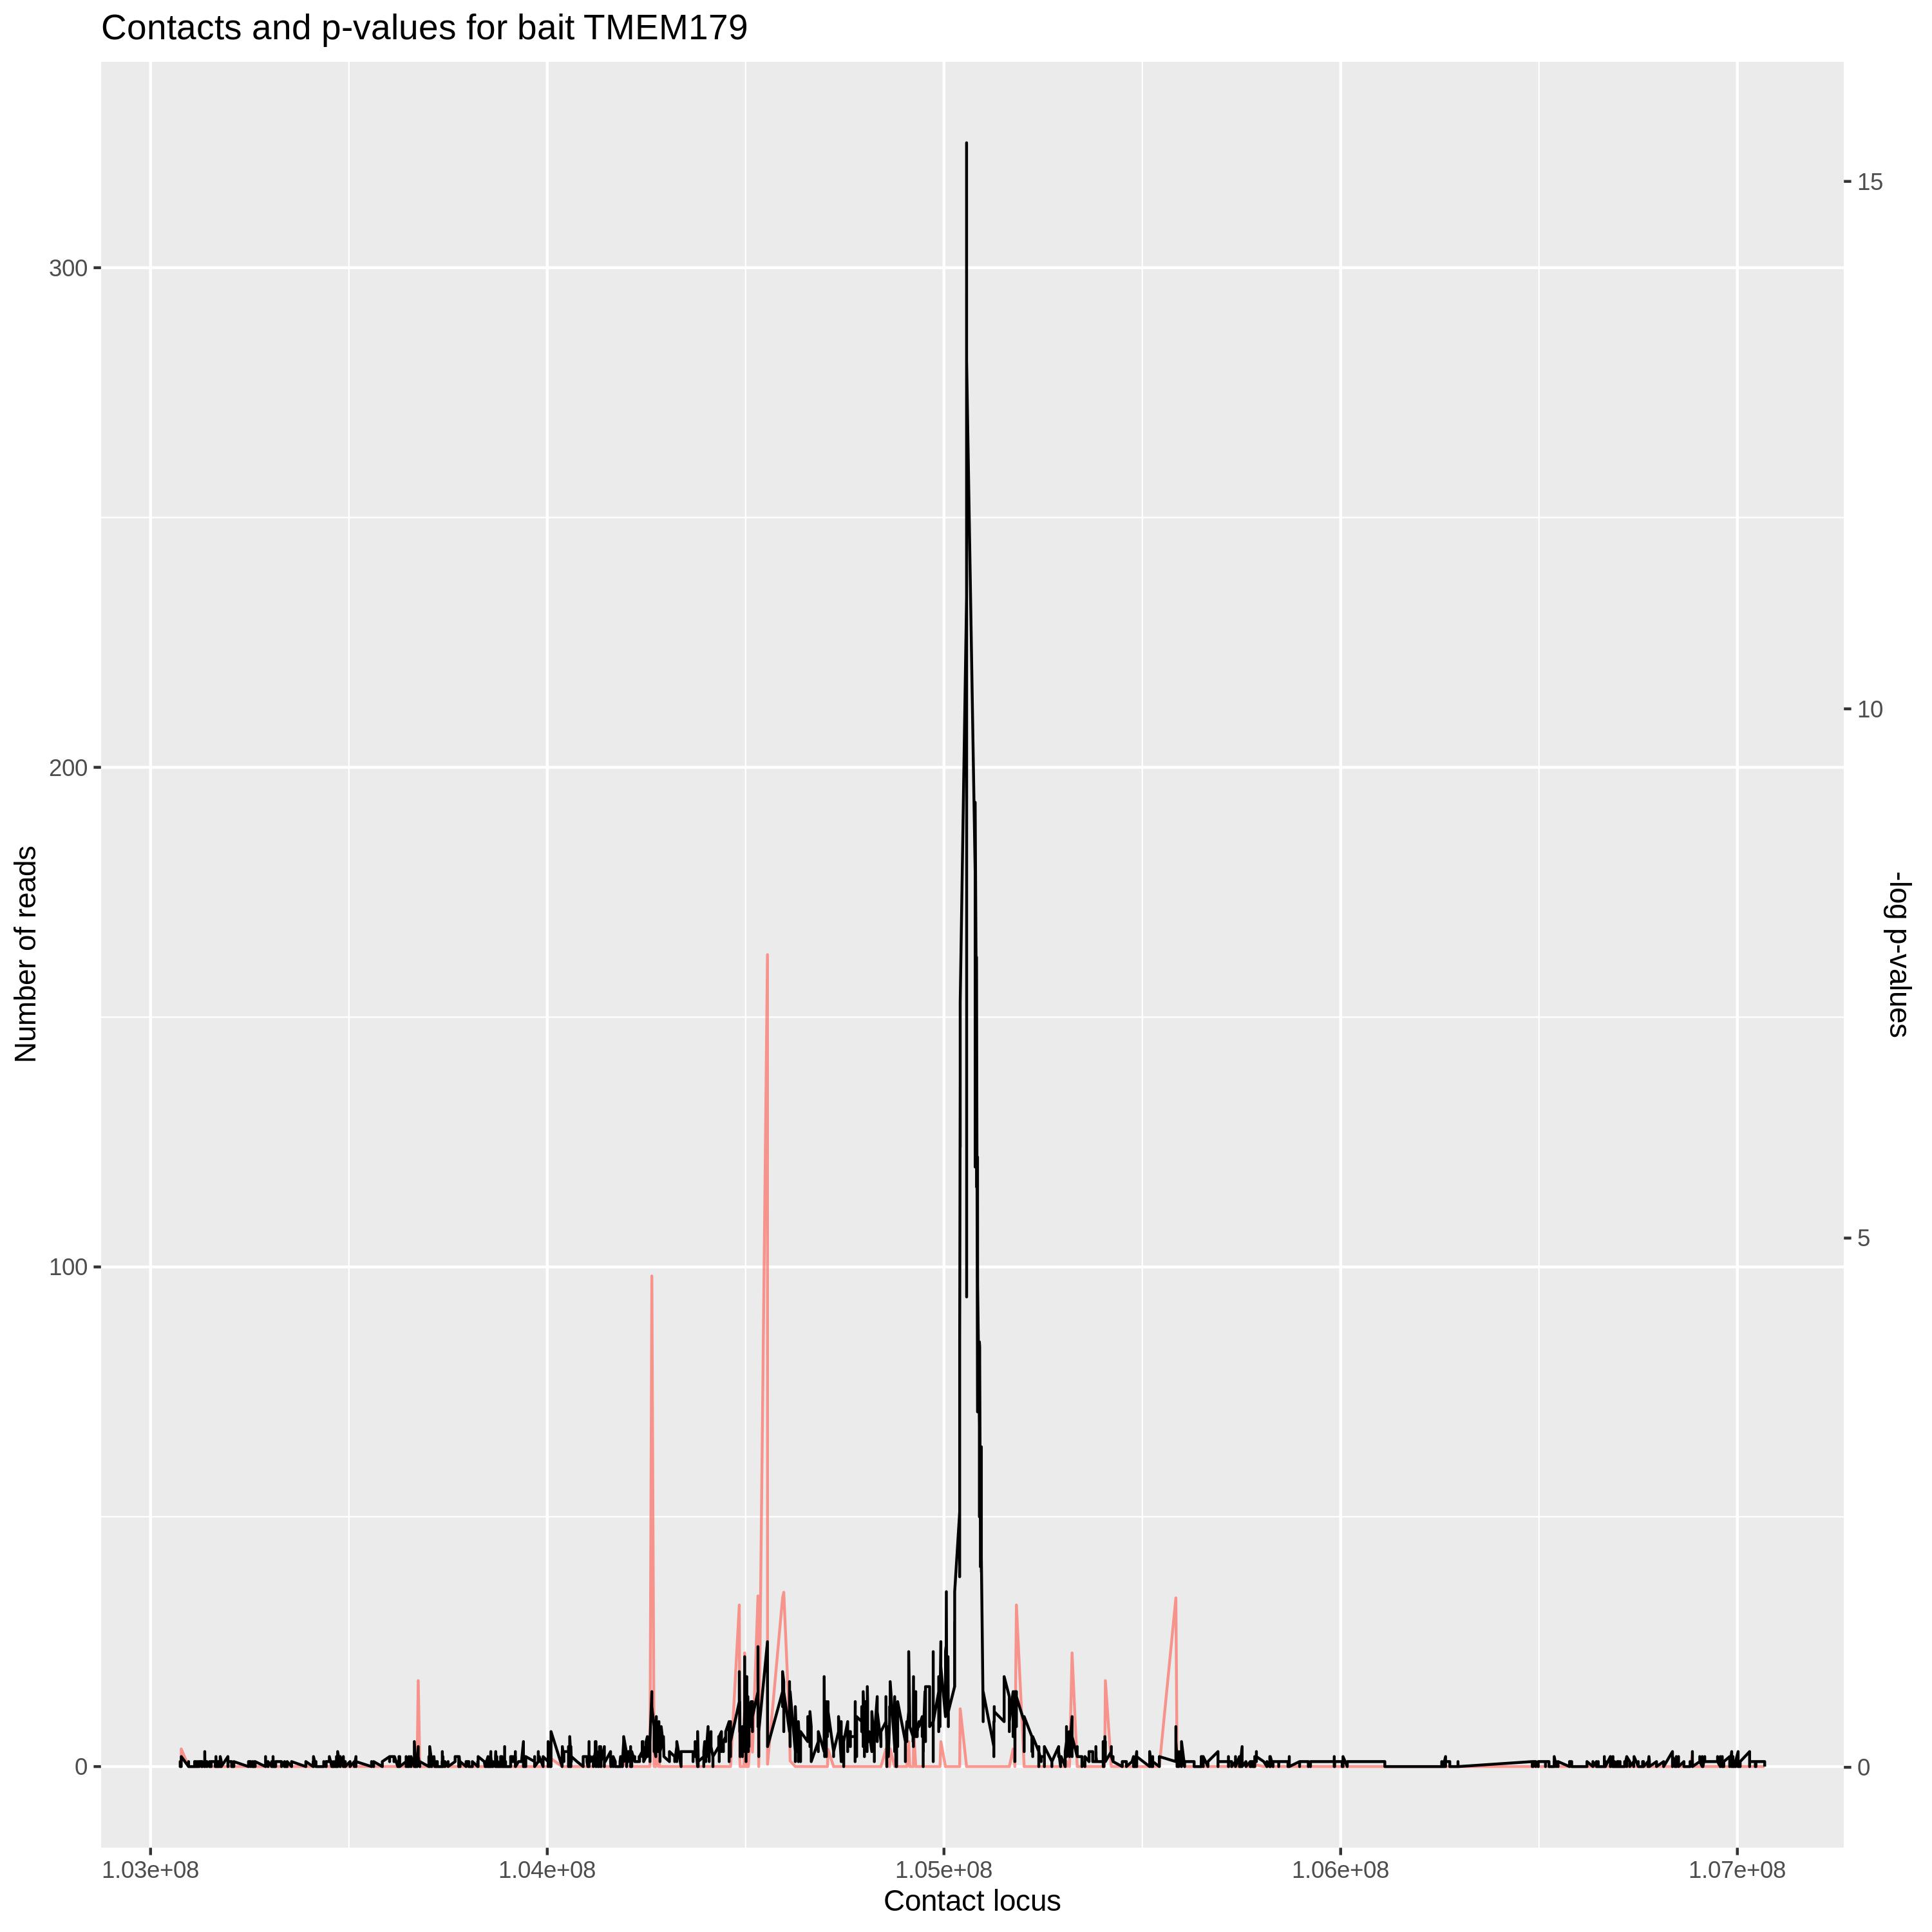 Contacts and p-values for bait TMEM179
Number of reads
300
200
100
0
15
10
5
0
-log p-values
1.03e+08
1.04e+08
1.05e+08
1.06e+08
1.07e+08
Contact locus